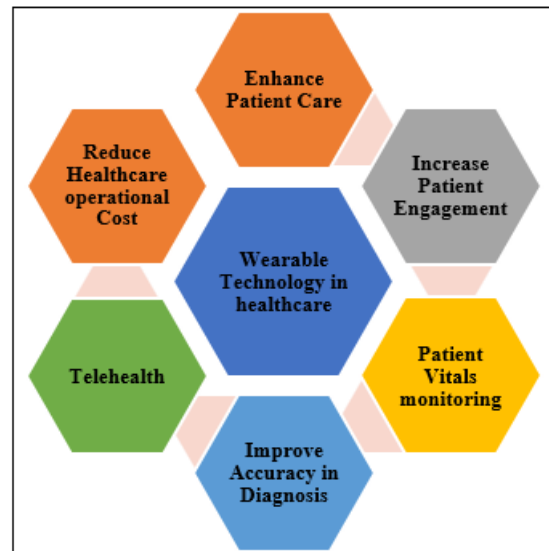 Enhance
Patient Care
Increase
Patient
Engagement
Reduce
Healthcare
operational
Cost
Wearable
Technology in
healthcare
Patient
Vitals
monitoring
Telehealth
Improve
Accuracy in
Diagnosis